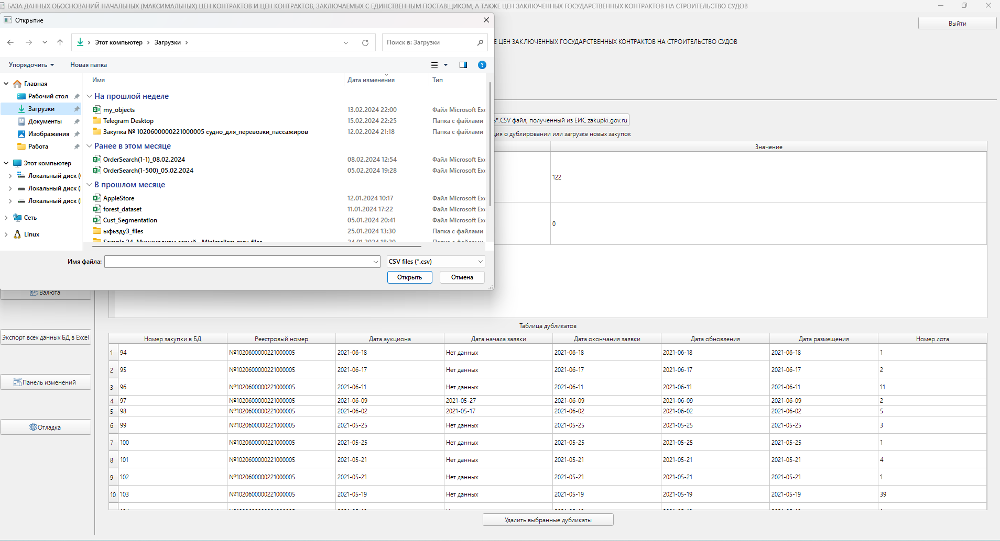 БАЗА ДАННЫХ ОБОСНОВАНИЙ НАЧАЛЬНЫХ (МАКСИМАЛЬНЫХ) ЦЕН КОНТРАКТОВ И ЦЕН КОНТРАКТОВ, ЗАКЛЮЧАЕМЫХ С ЕДИНСТВЕННЫМ ПОСТАВЩИКОМ, А ТАКЖЕ ЦЕН ЗАКЛЮЧЕННЫХ ГОСУДАРСТВЕННЫХ КОНТРАКТОВ НА СТРОИТЕЛЬСТВО СУДОВ
Открытие
Выйти
Е ЦЕН ЗАКЛЮЧЕННЫХ ГОСУДАРСТВЕННЫХ КОНТРАКТОВ НА СТРОИТЕЛЬСТВО СУДОВ
Этот компьютер Загрузки
Поиск в: Загрузки
Упорядочить Новая папка
Имя Дата изменения Тип
Главная
Рабочий стол
Загрузки
Документы
Изображения
Работа
Этот компьютер
Локальный диск (
Локальный диск (
Локальный диск (
Сеть
Linux
На прошлой неделе
my_objects 13.02.2024 22:00 Файл Microsoft Exc
Telegram Desktop 15.02.2024 22:25 Папка с файлами
Закупка № 1020600000221000005 судно_для_перевозки_пассажиров 12.02.2024 21:18 Папка с файлами
Ранее в этом месяце
OrderSearch(1-1)_08.02.2024 08.02.2024 12:54 Файл Microsoft Exc
OrderSearch(1-500)_05.02.2024 05.02.2024 19:28 Файл Microsoft Exc
В прошлом месяце
AppleStore 12.01.2024 10:17 Файл Microsoft Exc
forest_dataset 11.01.2024 17:22 Файл Microsoft Exc
Cust_Segmentation 05.01.2024 20:41 Файл Microsoft Exc
ыфьзду3_files 25.01.2024 13:30 Папка с файлами
Имя файла: CSV files (*.csv)
Открыть Отмена
*.CSV файл, полученный из ЕИС zakupki.gov.ru
ция о дублировании или загрузке новых закупок
Значение
122
0
Валюта
Экспорт всех данных БД в Excel
Панель изменений
Отладка
Таблица дубликатов
Номер закупки в БД Реестровый номер Дата аукциона Дата начала заявки Дата окончания заявки Дата обновления Дата размещения Номер лота
1 94 №1020600000221000005 2021-06-18 Нет данных 2021-06-18 2021-06-18 2021-06-18 1
2 95 №1020600000221000005 2021-06-17 Нет данных 2021-06-17 2021-06-17 2021-06-17 2
3 96 №1020600000221000005 2021-06-11 Нет данных 2021-06-11 2021-06-11 2021-06-11 11
4 97 №1020600000221000005 2021-06-09 2021-05-27 2021-06-09 2021-06-09 2021-06-09 2
5 98 №1020600000221000005 2021-06-02 2021-05-17 2021-06-02 2021-06-02 2021-06-02 5
6 99 №1020600000221000005 2021-05-25 Нет данных 2021-05-25 2021-05-25 2021-05-25 3
7 100 №1020600000221000005 2021-05-25 Нет данных 2021-05-25 2021-05-25 2021-05-25 1
8 101 №1020600000221000005 2021-05-21 Нет данных 2021-05-21 2021-05-21 2021-05-21 4
9 102 №1020600000221000005 2021-05-21 Нет данных 2021-05-21 2021-05-21 2021-05-21 1
10 103 №1020600000221000005 2021-05-19 Нет данных 2021-05-19 2021-05-19 2021-05-19 39
Удалить выбранные дубликаты